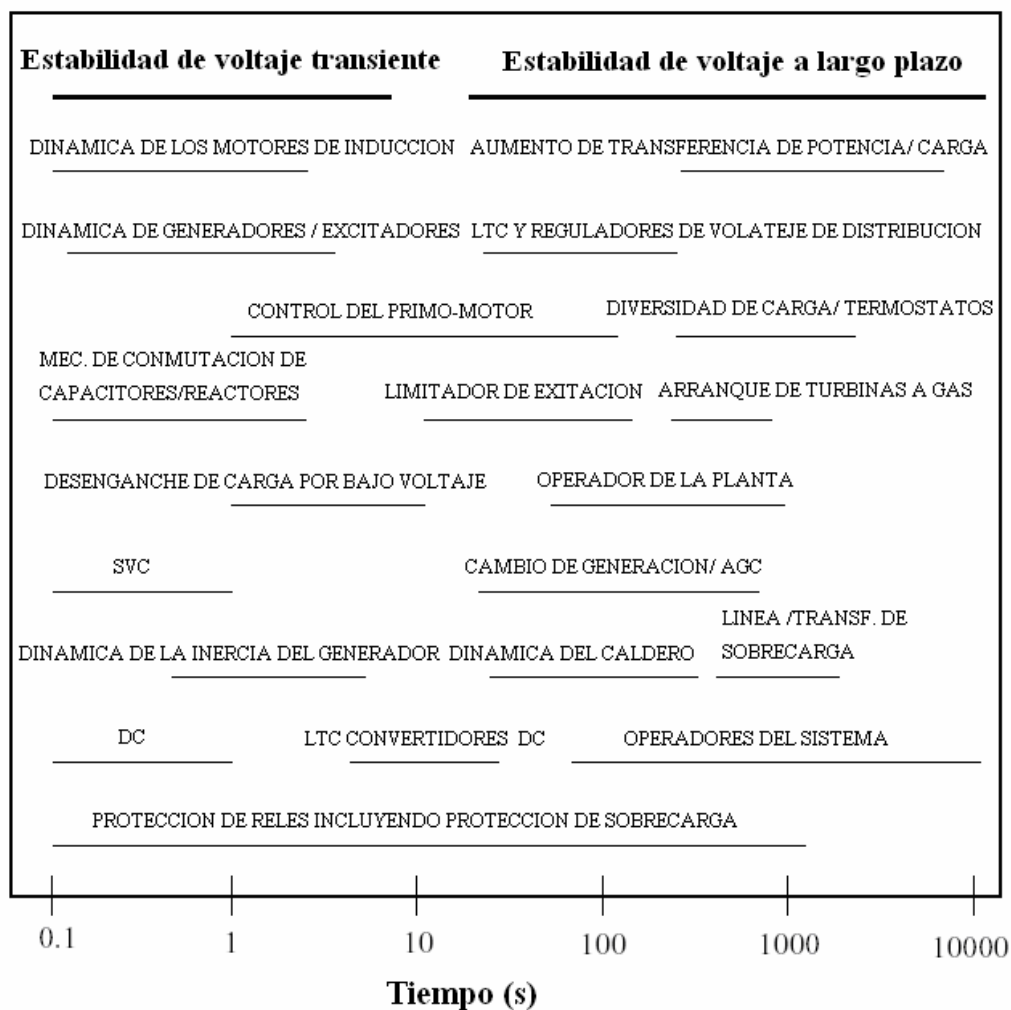 Estabilidad de voltaje transiente
Estabilidad de voltaje a largo plazo
DINAMICA DE LOS MOTORES DE INDUCCION
AUMENTO DE TRANSFERENCIA DE POTENCIA/ CARGA
DINAMICA DE GENERADORES / EXCITADORES
LTC Y REGULADORES DE VOLATEJE DE DISTRIBUCION
CONTROL DEL PRIMO-MOTOR
DIVERSIDAD DE CARGA/ TERMOSTATOS
MEC. DE CONMUTACION DE
CAPACITORES/REACTORES
LIMITADOR DE EXITACION
ARRANQUE DE TURBINAS A GAS
DESENGANCHE DE CARGA POR BAJO VOLTAJE
OPERADOR DE LA PLANTA
SVC
CAMBIO DE GENERACION/ AGC
LINEA /TRANSF. DE
SOBRECARGA
DINAMICA DE LA INERCIA DEL GENERADOR
DINAMICA DEL CALDERO
DC
LTC CONVERTIDORES DC
OPERADORES DEL SISTEMA
PROTECCION DE RELES INCLUYENDO PROTECCION DE SOBRECARGA
0.1 1 10 100 1000 10000
Tiempo (s)